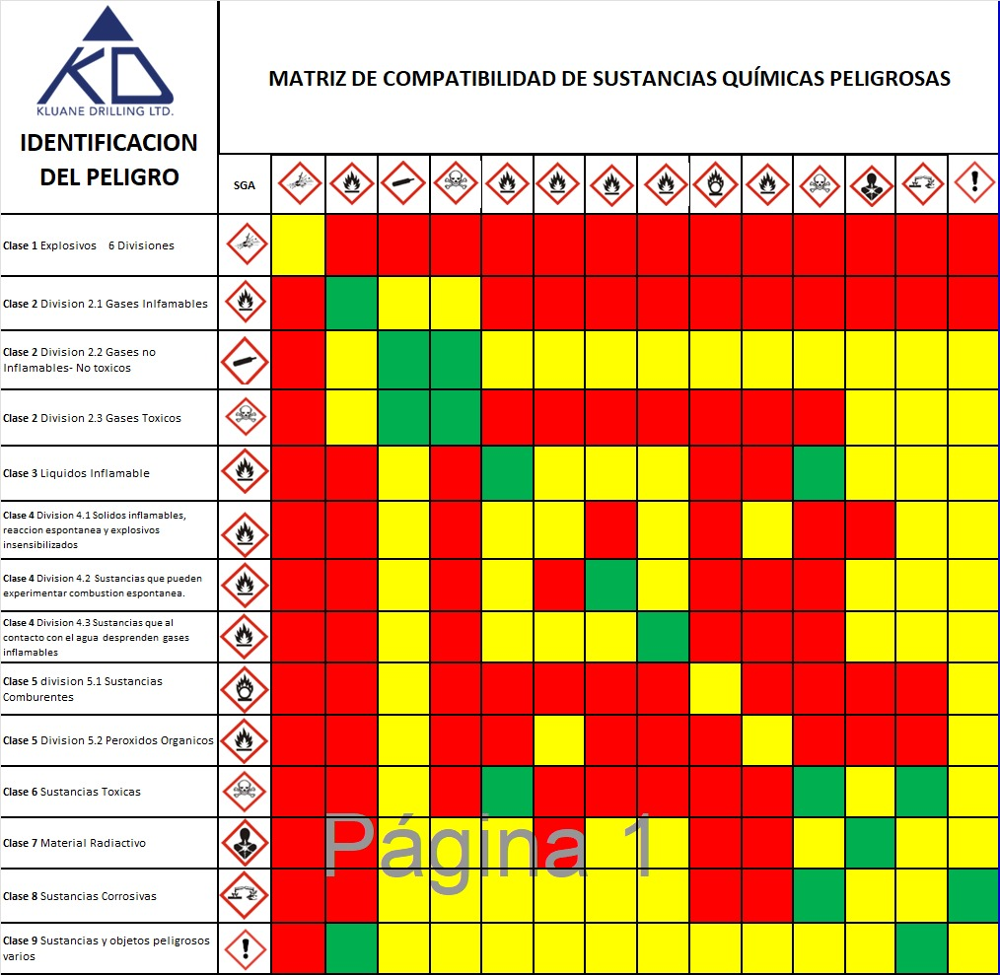 KD
KLUANE DRILLING LTD.
IDENTIFICACION
DEL PELIGRO
MATRIZ DE COMPATIBILIDAD DE SUSTANCIAS QUÍMICAS PELIGROSAS
SGA
Clase 1 Explosivos 6 Divisiones
Clase 2 Division 2.1 Gases Inlfamables
Clase 2 Division 2.2 Gases no
Inflamables- No toxicos
Clase 2 Division 2.3 Gases Toxicos
Clase 3 Liquidos Inflamable
Clase 4 Division 4.1 Solidos inflamables,
reaccion espontanea y explosivos
insensibilizados
Clase 4 Division 4.2 Sustancias que pueden
experimentar combustion espontanea.
Clase 4 Division 4.3 Sustancias que al
contacto con el agua desprenden gases
inflamables
Clase 5 division 5.1 Sustancias
Comburentes
Clase 5 Division 5.2 Peroxidos Organicos
Clase 6 Sustancias Toxicas
Clase 7 Material Radiactivo
Página 1
Clase 8 Sustancias Corrosivas
Clase 9 Sustancias y objetos peligrosos
varios